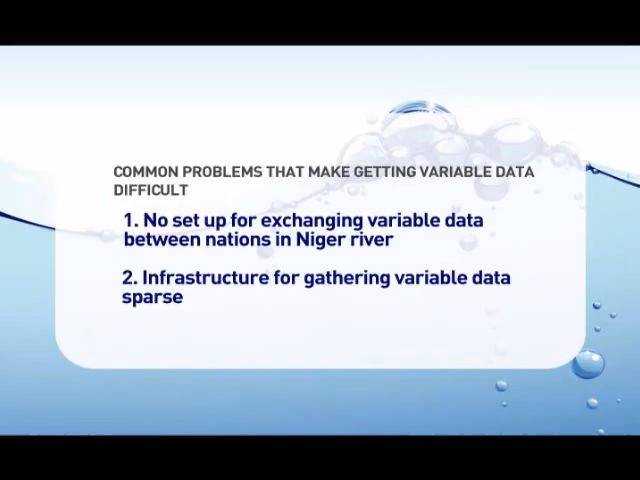 COMMON PROBLEMS THAT MAKE GETTING VARIABLE DATA
DIFFICULT
1. No set up for exchanging variable data
between nations in Niger river
2. Infrastructure for gathering variable data
sparse